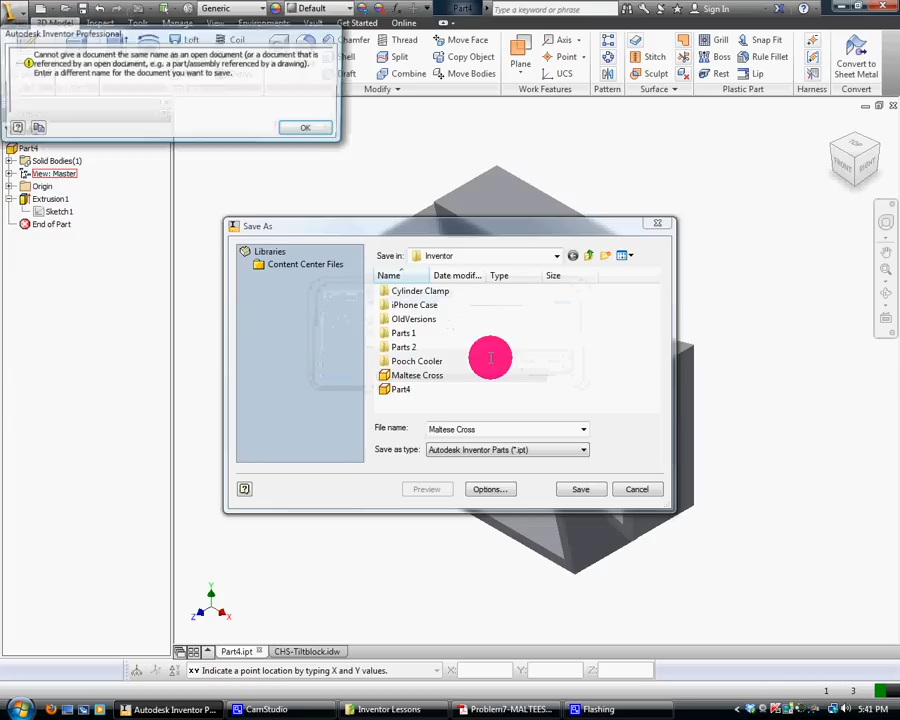 Generic
Default
Part4
Type a keyword or phrase
Sign In
3D Model
Inspect
Tools
Manage
View
Environments
Vault
Get Started
Online
Autodesk Inventor Professional
Cannot give a document the same name as an open document (or a document that is
referenced by an open document, e.g. a part/assembly referenced by a drawing).
Enter a different name for the document you want to save.
OK
Loft
Coil
Chamfer
Thread
Move Face
Shell
Split
Copy Object
Draft
Combine
Move Bodies
Modify
Plane
Axis
Point
UCS
Work Features
Pattern
Stitch
Sculpt
Surface
Grill
Snap Fit
Boss
Rule Fillet
Rest
Lip
Plastic Part
Harness
Convert to
Sheet Metal
Convert
Part4
Solid Bodies(1)
View: Master
Origin
Extrusion1
Sketch1
End of Part
TOP
FRONT
RIGHT
Save As
Libraries
Content Center Files
Save in:
Inventor
Name
Date modif...
Type
Size
Cylinder Clamp
iPhone Case
OldVersions
Parts 1
Parts 2
Pooch Cooler
Maltese Cross
Part4
File name:
Maltese Cross
Save as type:
Autodesk Inventor Parts (*.ipt)
Preview
Options...
Save
Cancel
Y
Z
X
Part4.ipt
CHS-Tiltblock.idw
XY Indicate a point location by typing X and Y values.
X:
Y:
Z:
1
3
Autodesk Inventor P...
CamStudio
Inventor Lessons
Problem7-MALTEES...
Flashing
5:41 PM